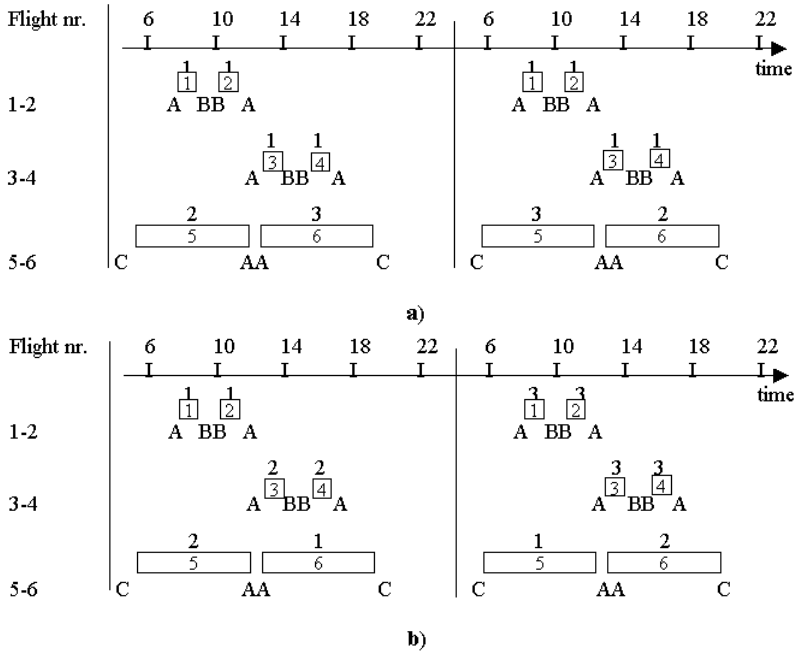 Flight nr. 6 10 14 18 22 6 10 14 18 22
I I I I I I I I I I
time
1 1 1 1
1 2 1 2
1-2 A BB A A BB A
1 1 1 1
3 4 3 4
3-4 A BB A A BB A
2 3 3 2
5 6 5 6
5-6 C AA C C AA C
a)
Flight nr. 6 10 14 18 22 6 10 14 18 22
I I I I I I I I I I
time
1 1 3 3
1 2 1 2
1-2 A BB A A BB A
2 2 3 3
3 4 3 4
3-4 A BB A A BB A
2 1 1 2
5 6 5 6
5-6 C AA C C AA C
b)